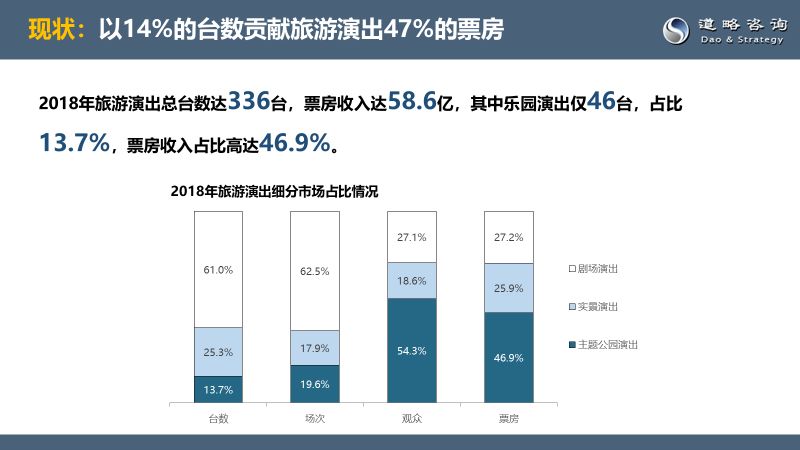 现状：以14%的台数贡献旅游演出47%的票房
道略咨询
Dao & Strategy
2018年旅游演出总台数达336台，票房收入达58.6亿，其中乐园演出仅46台，占比
13.7%，票房收入占比高达46.9%。
2018年旅游演出细分市场占比情况
61.0%
62.5%
27.1%
27.2%
25.3%
17.9%
18.6%
25.9%
13.7%
19.6%
54.3%
46.9%
台数
场次
观众
票房
剧场演出
实景演出
主题公园演出